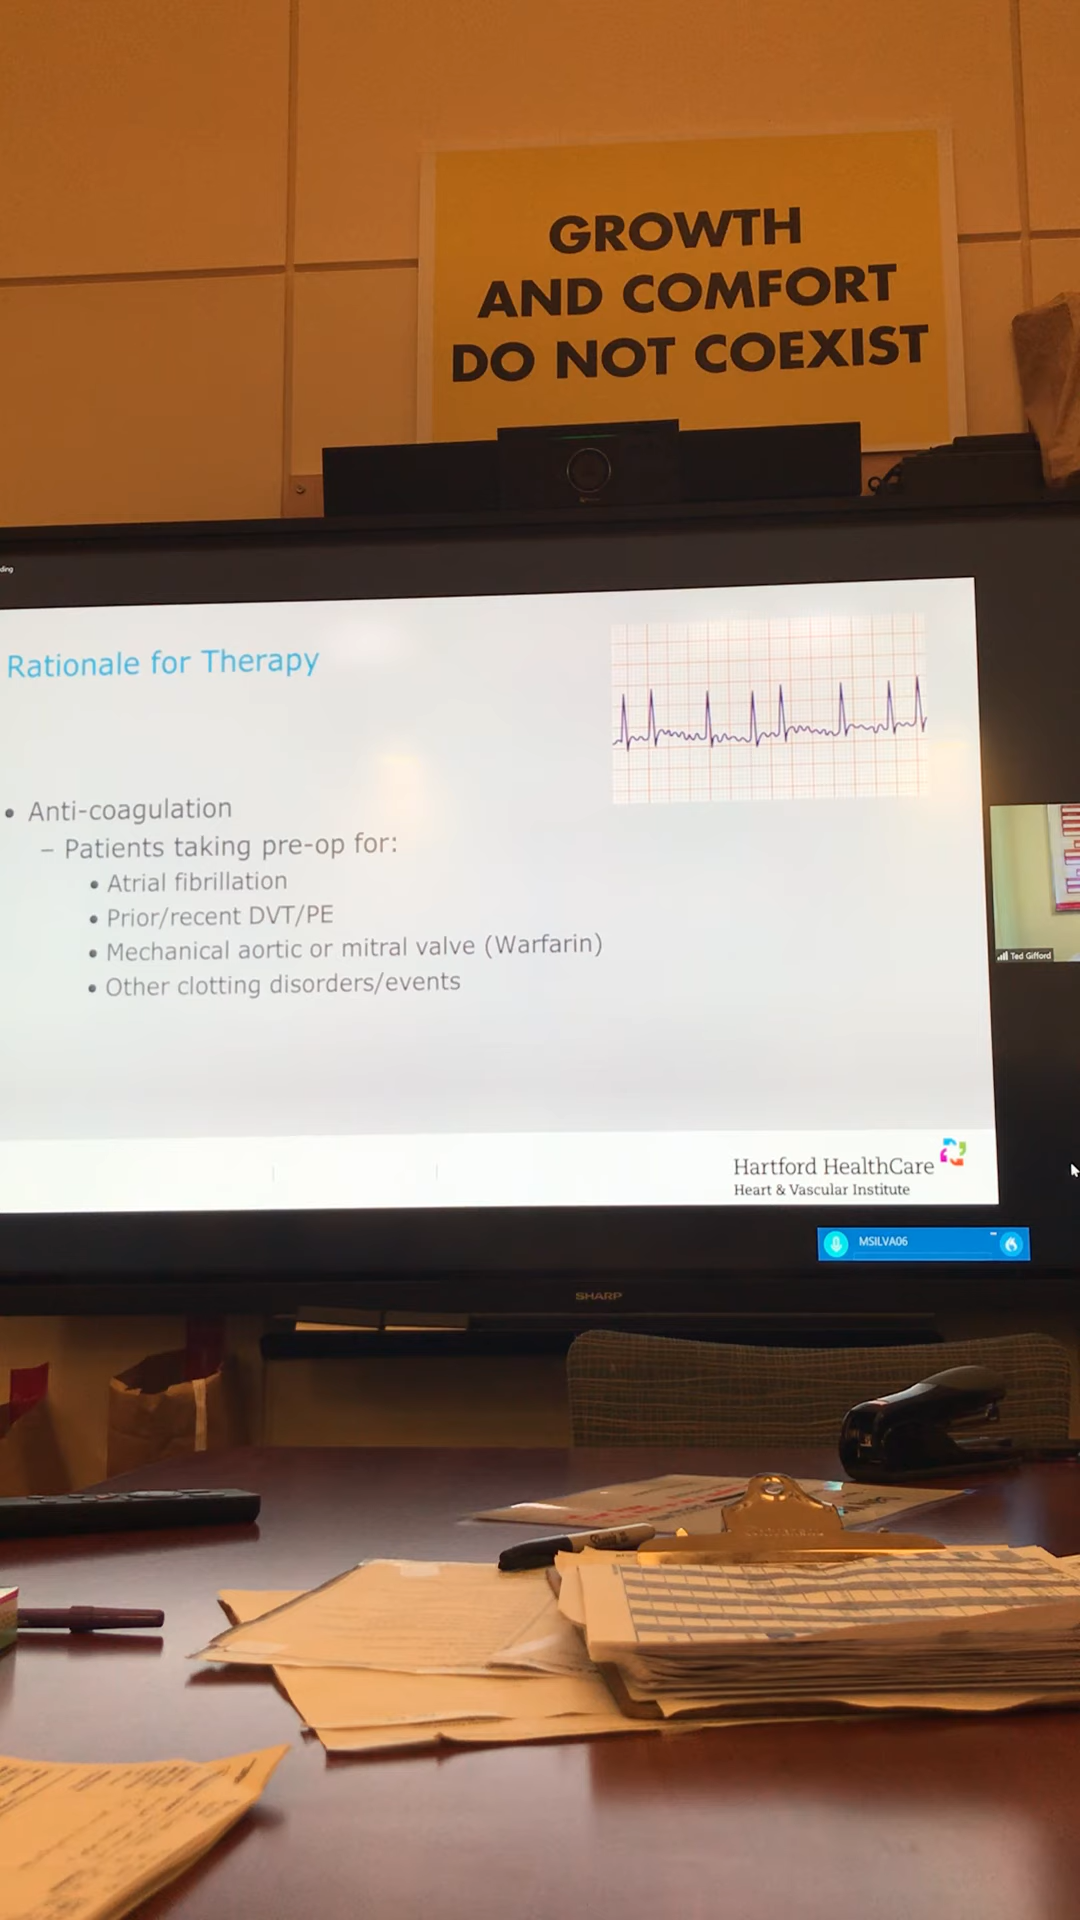 GROWTH
AND COMFORT
DO NOT COEXIST
ding
Rationale for Therapy
• Anti-coagulation
– Patients taking pre-op for:
• Atrial fibrillation
• Prior/recent DVT/PE
• Mechanical aortic or mitral valve (Warfarin)
• Other clotting disorders/events
Ted Gifford
Hartford HealthCare
Heart & Vascular Institute
MSILVA06
SHARP